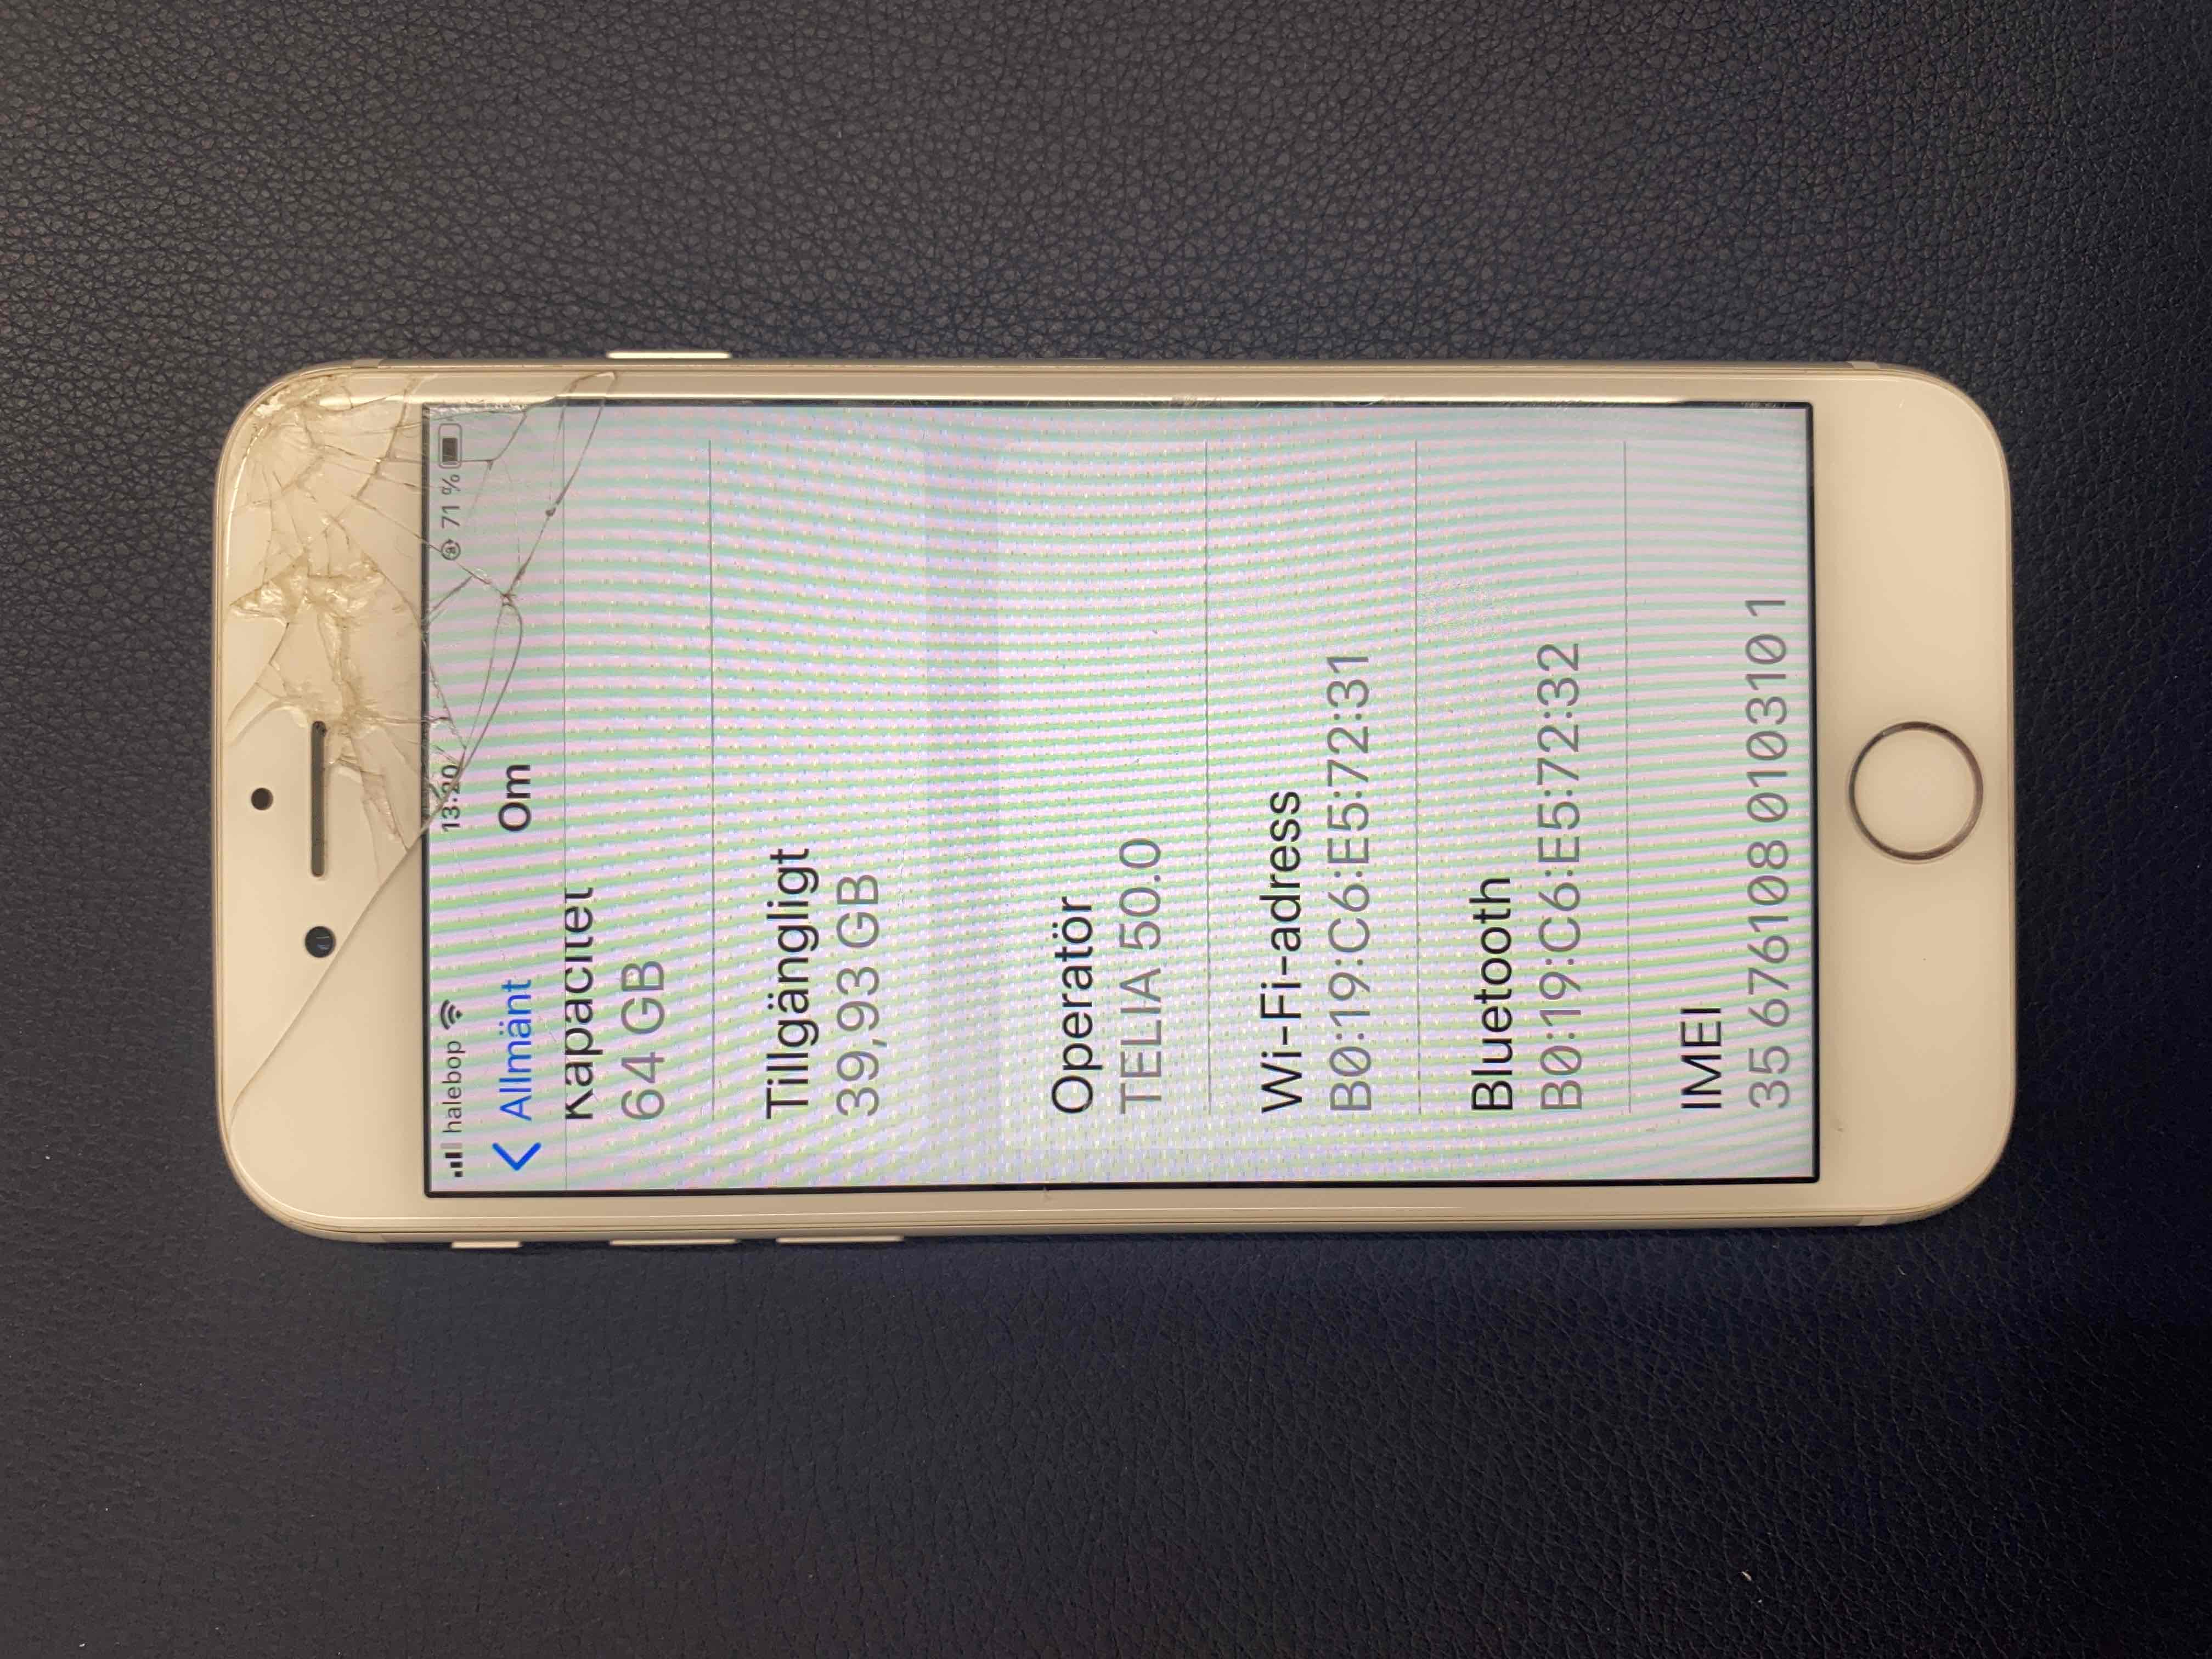 halebop 13:20 71 %
Allmänt Om
Kapacitet
64 GB
Tillgängligt
39,93 GB
Operatör
TELIA 50.0
Wi-Fi-adress
B0:19:C6:E5:72:31
Bluetooth
B0:19:C6:E5:72:32
IMEI
35 676108 010310 1